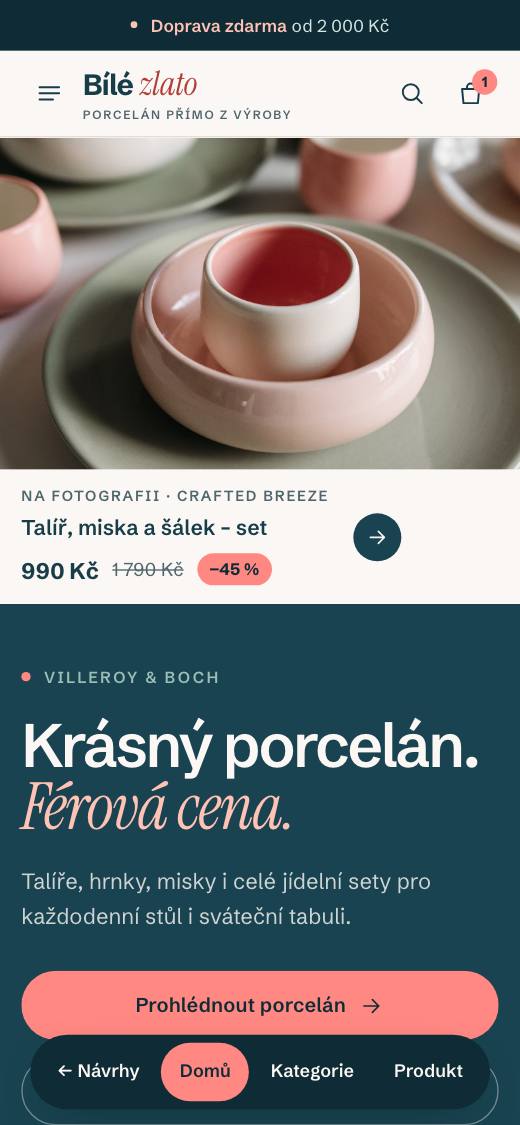 Doprava zdarma od 2 000 Kč
Bílé zlato
1
PORCELÁN PŘÍMO Z VÝROBY
NA FOTOGRAFII · CRAFTED BREEZE
Talíř, miska a šálek – set
990 Kč 1 790 Kč −45 %
VILLEROY & BOCH
Krásný porcelán.
Férová cena.
Talíře, hrnky, misky i celé jídelní sety pro
každodenní stůl i sváteční tabuli.
Prohlédnout porcelán →
← Návrhy Domů Kategorie Produkt